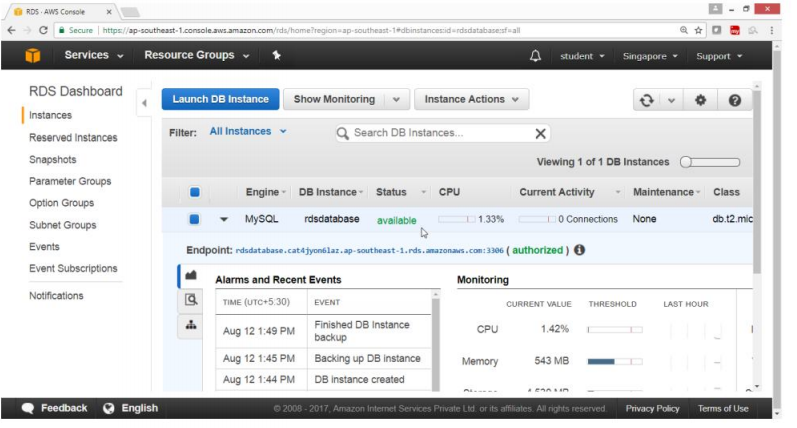 RDS - AWS Console
Secure https://ap-southeast-1.console.aws.amazon.com/rds/home?region=ap-southeast-1#dbinstances:id=rdsdatabase;sf=all
Services Resource Groups student Singapore Support
RDS Dashboard
Instances
Reserved Instances
Snapshots
Parameter Groups
Option Groups
Subnet Groups
Events
Event Subscriptions
Notifications
Launch DB Instance Show Monitoring Instance Actions
Filter: All Instances Search DB Instances...
Viewing 1 of 1 DB Instances
Engine DB Instance Status CPU Current Activity Maintenance Class
MySQL rdsdatabase available 1.33% 0 Connections None db.t2.mic
Endpoint: rdsdatabase.cat4jyon6laz.ap-southeast-1.rds.amazonaws.com:3306 ( authorized )
Alarms and Recent Events
TIME (UTC+5:30) EVENT
Aug 12 1:49 PM Finished DB Instance backup
Aug 12 1:45 PM Backing up DB instance
Aug 12 1:44 PM DB instance created
Monitoring
CURRENT VALUE THRESHOLD LAST HOUR
CPU 1.42%
Memory 543 MB
Feedback English © 2008 - 2017, Amazon Internet Services Private Ltd. or its affiliates. All rights reserved. Privacy Policy Terms of Use